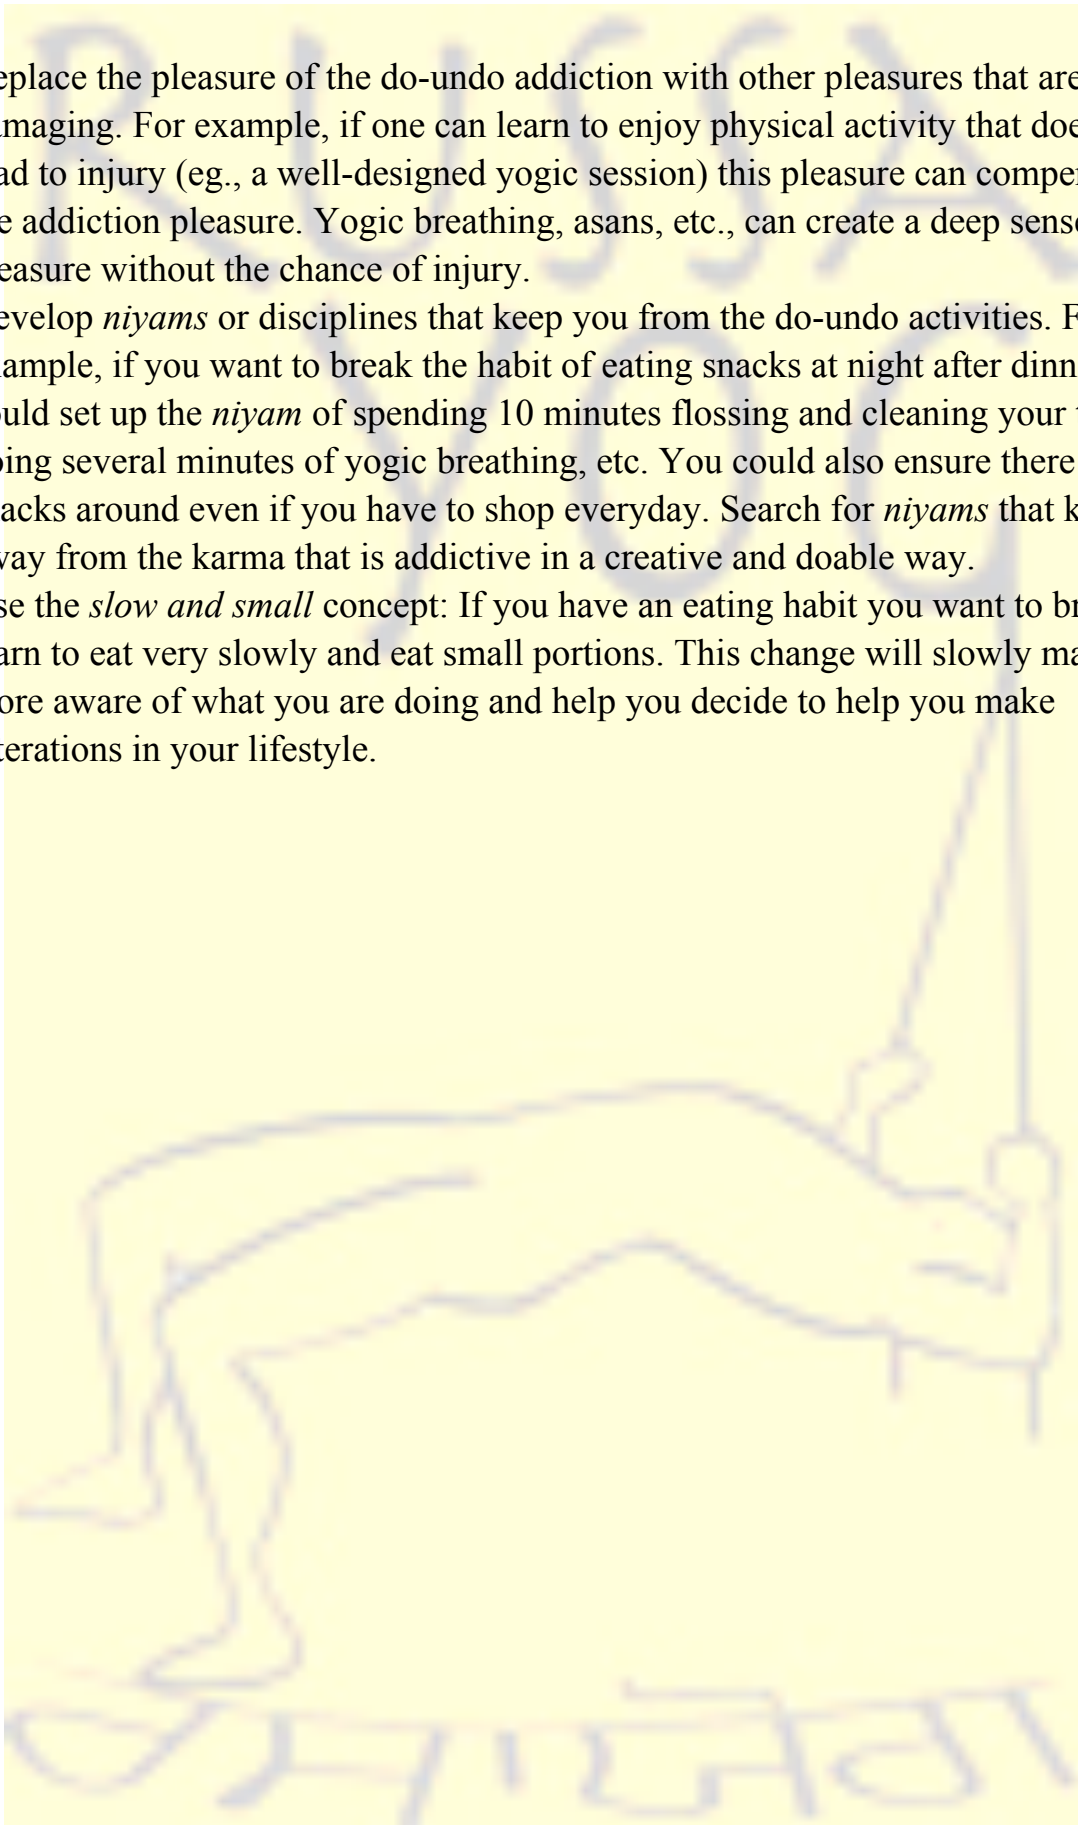 RUSSA
YOG
eplace the pleasure of the do-undo addiction with other pleasures that are
maging. For example, if one can learn to enjoy physical activity that doe
ad to injury (eg., a well-designed yogic session) this pleasure can compe
e addiction pleasure. Yogic breathing, asans, etc., can create a deep sens
easure without the chance of injury.
evelop niyams or disciplines that keep you from the do-undo activities. F
ample, if you want to break the habit of eating snacks at night after dinn
uld set up the niyam of spending 10 minutes flossing and cleaning your
ing several minutes of yogic breathing, etc. You could also ensure there
acks around even if you have to shop everyday. Search for niyams that k
way from the karma that is addictive in a creative and doable way.
se the slow and small concept: If you have an eating habit you want to br
arn to eat very slowly and eat small portions. This change will slowly ma
ore aware of what you are doing and help you decide to help you make
terations in your lifestyle.